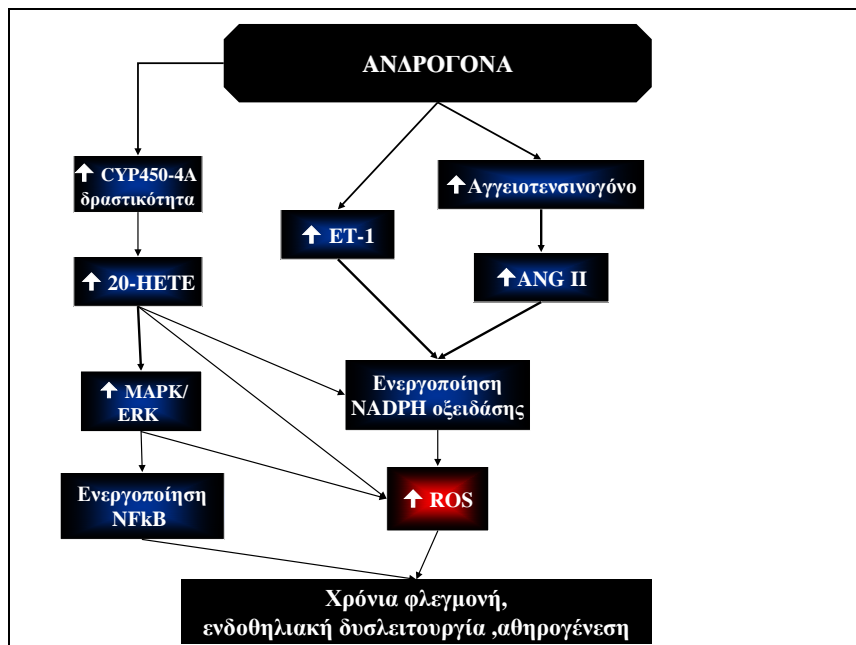 ΑΝΔΡΟΓΟΝΑ
↑ CYP450-4A
δραστικότητα
↑Αγγειοτενσινογόνο
↑ ET-1
↑ 20-HETE
↑ANG II
↑ MAPK/
ERK
Ενεργοποίηση
NADPH οξειδάσης
Ενεργοποίηση
NFkB
↑ ROS
Χρόνια φλεγμονή,
ενδοθηλιακή δυσλειτουργία ,αθηρογένεση